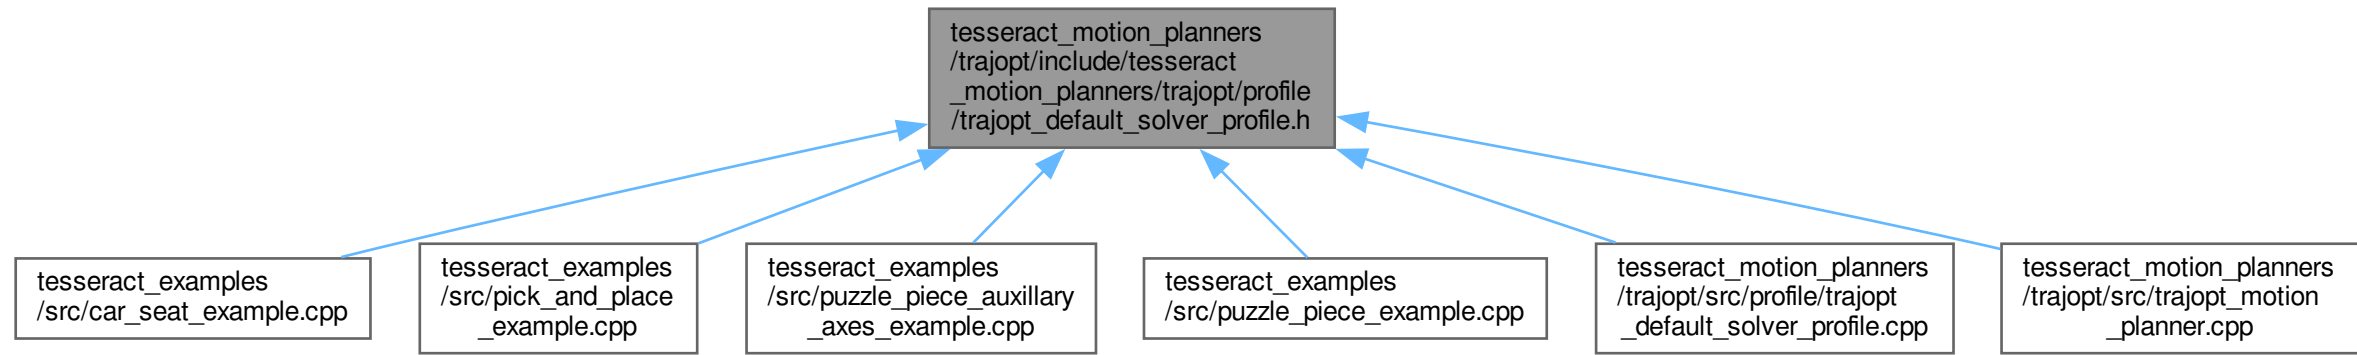 tesseract_motion_planners
/trajopt/include/tesseract
_motion_planners/trajopt/profile
/trajopt_default_solver_profile.h
tesseract_examples
/src/car_seat_example.cpp
tesseract_examples
/src/pick_and_place
_example.cpp
tesseract_examples
/src/puzzle_piece_auxillary
_axes_example.cpp
tesseract_examples
/src/puzzle_piece_example.cpp
tesseract_motion_planners
/trajopt/src/profile/trajopt
_default_solver_profile.cpp
tesseract_motion_planners
/trajopt/src/trajopt_motion
_planner.cpp